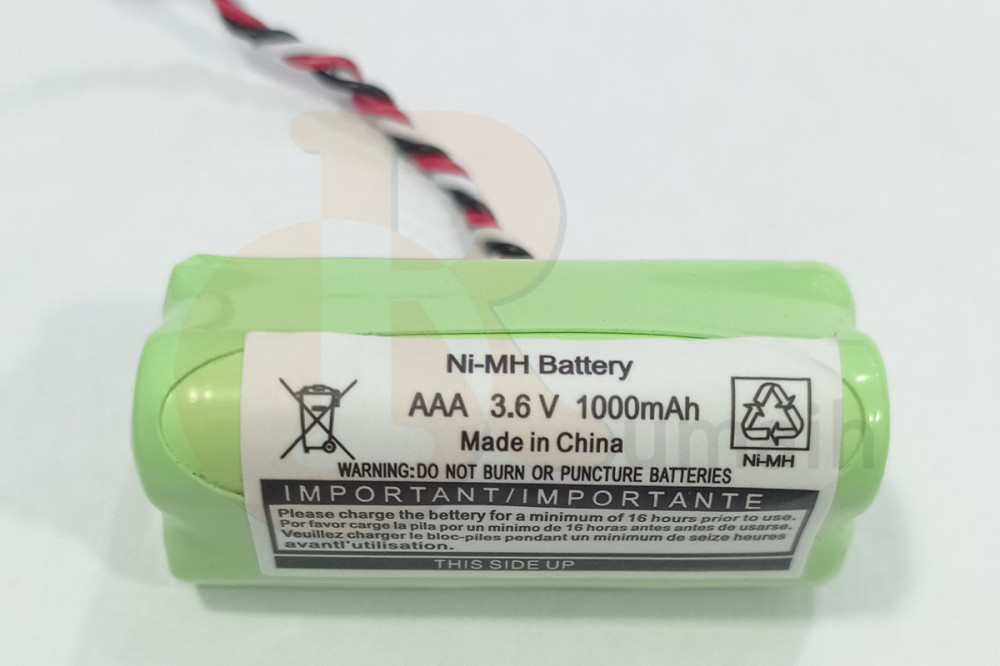 Ni-MH Battery
AAA 3.6 V 1000mAh
Made in China
Ni-MH
WARNING:DO NOT BURN OR PUNCTURE BATTERIES
IMPORTANT/IMPORTANTE
Please charge the battery for a minimum of 16 hours prior to use.
Por favor carge la pila por un minimo de 16 horas antes antes de usarse.
Veuillez charger le bloc-piles pendant un minimum de seize heures
avantl'utilisation.
THIS SIDE UP